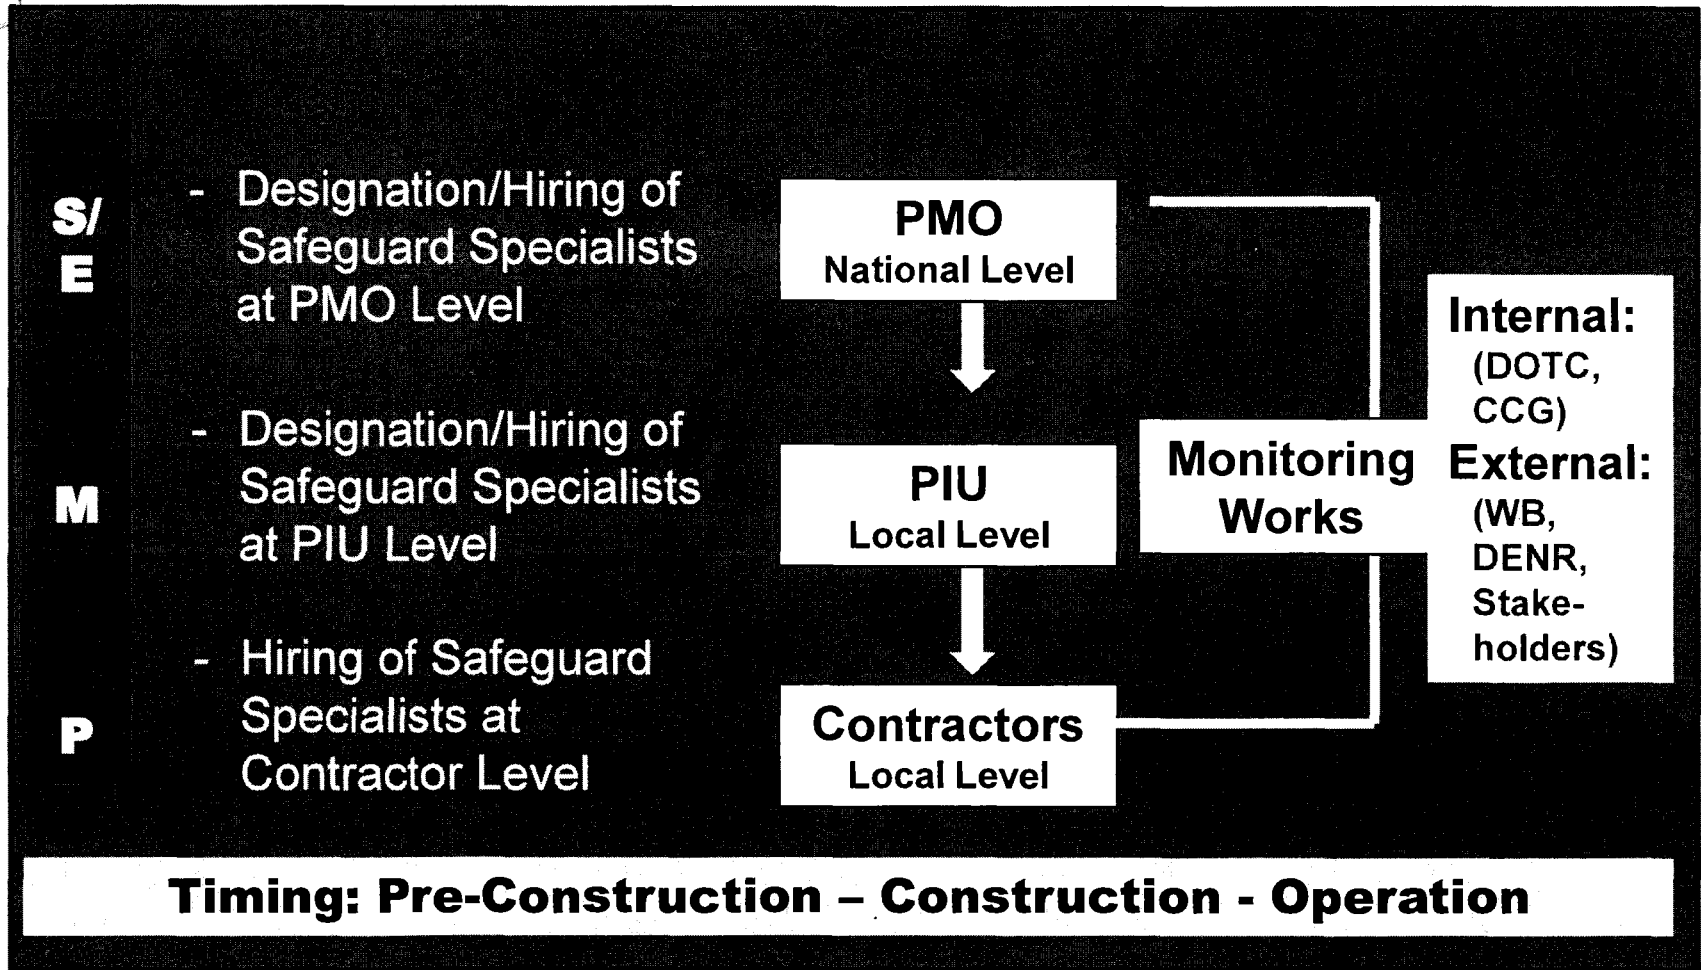 S/
E
M
P
- Designation/Hiring of
Safeguard Specialists
at PMO Level
- Designation/Hiring of
Safeguard Specialists
at PIU Level
- Hiring of Safeguard
Specialists at
Contractor Level
PMO
National Level
PIU
Local Level
Contractors
Local Level
Monitoring
Works
Internal:
(DOTC,
CCG)
External:
(WB,
DENR,
Stake-
holders)
Timing: Pre-Construction – Construction - Operation